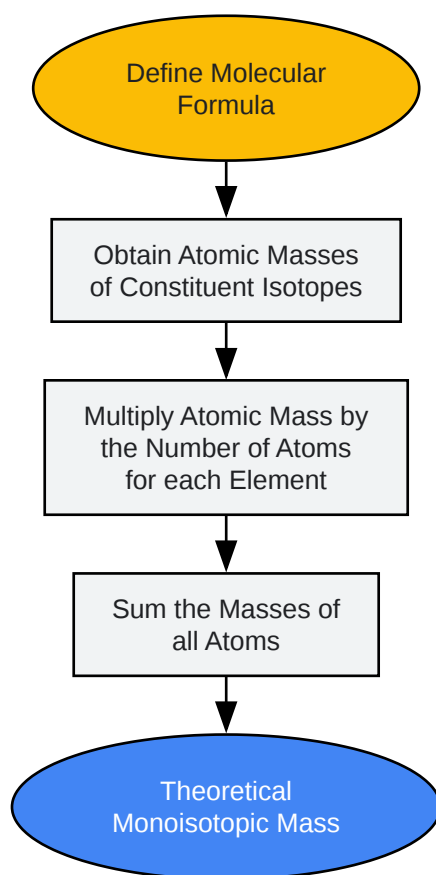 Define Molecular
Formula
Obtain Atomic Masses
of Constituent Isotopes
Multiply Atomic Mass by
the Number of Atoms
for each Element
Sum the Masses of
all Atoms
Theoretical
Monoisotopic Mass